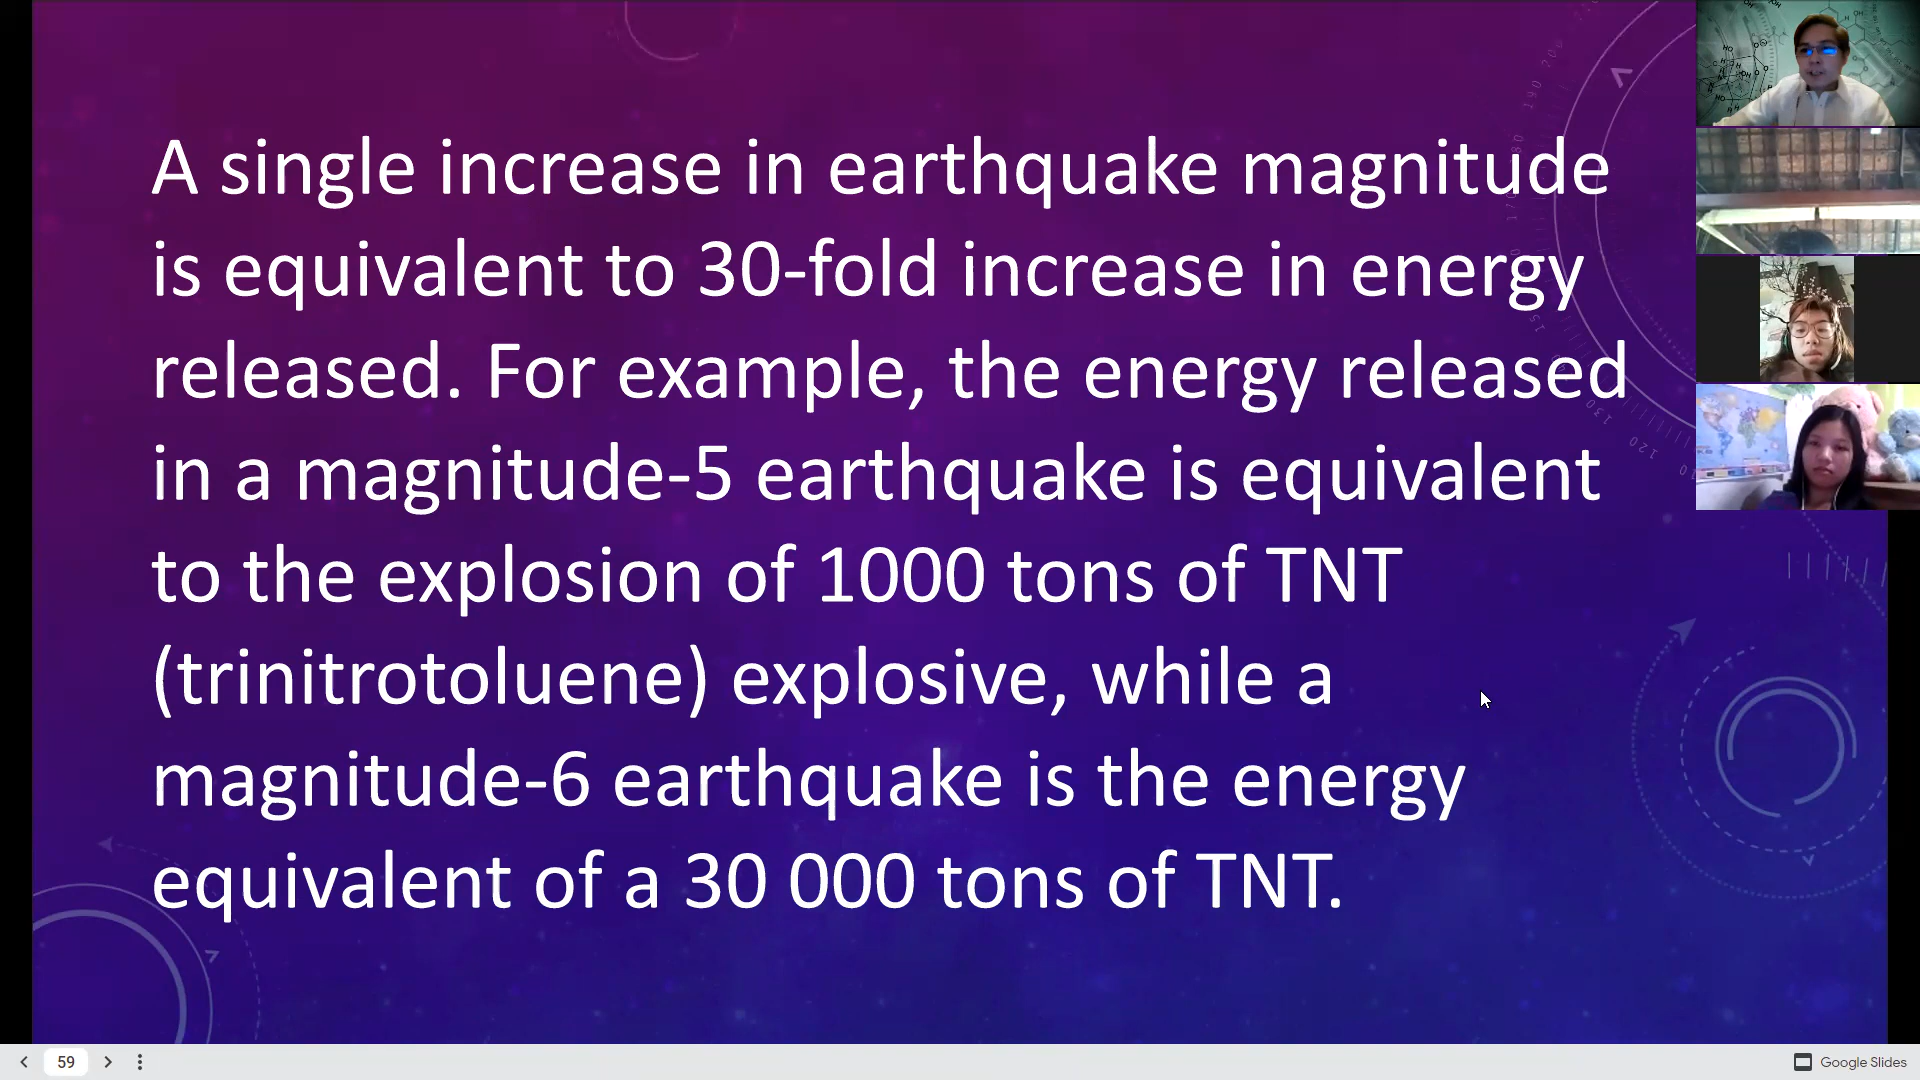 A single increase in earthquake magnitude
is equivalent to 30-fold increase in energy
released. For example, the energy released
in a magnitude-5 earthquake is equivalent
to the explosion of 1000 tons of TNT
(trinitrotoluene) explosive, while a
magnitude-6 earthquake is the energy
equivalent of a 30 000 tons of TNT.
59
Google Slides